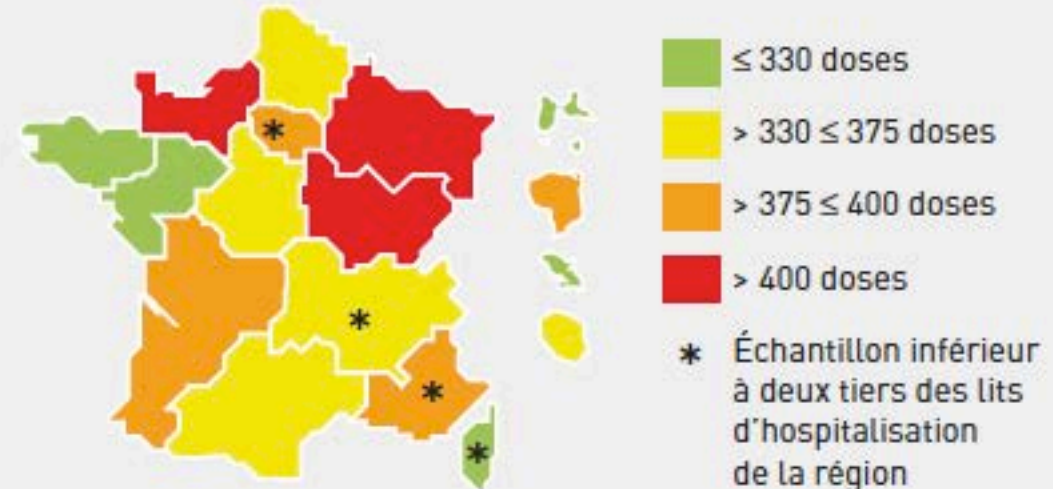 ≤ 330 doses
> 330 ≤ 375 doses
> 375 ≤ 400 doses
> 400 doses
* Échantillon inférieur
à deux tiers des lits
d'hospitalisation
de la région